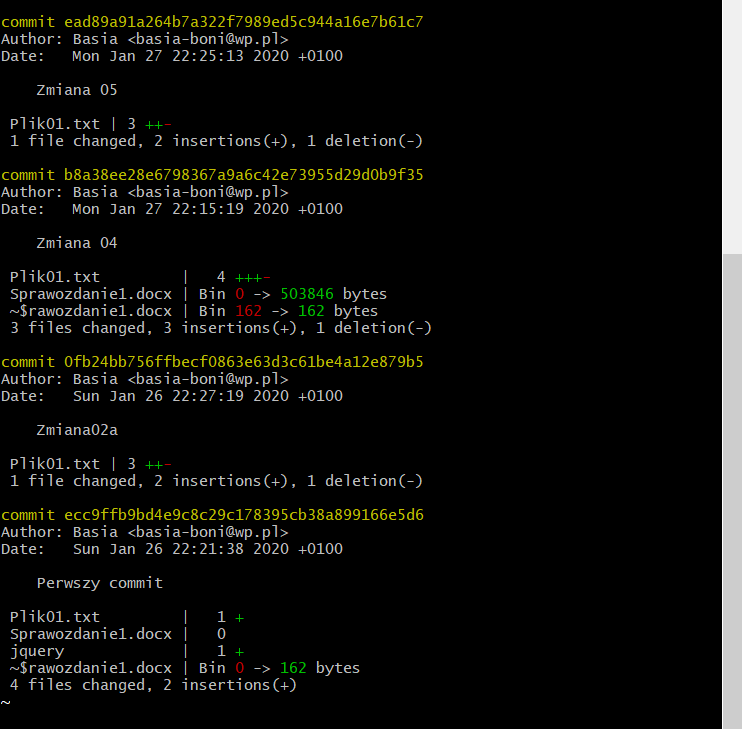 commit ead89a91a264b7a322f7989ed5c944a16e7b61c7
Author: Basia <basia-boni@wp.pl>
Date:   Mon Jan 27 22:25:13 2020 +0100
Zmiana 05
Plik01.txt | 3 ++-
1 file changed, 2 insertions(+), 1 deletion(-)
commit b8a38ee28e6798367a9a6c42e73955d29d0b9f35
Author: Basia <basia-boni@wp.pl>
Date:   Mon Jan 27 22:15:19 2020 +0100
Zmiana 04
Plik01.txt         |   4 +++-
Sprawozdanie1.docx | Bin 0 -> 503846 bytes
~$rawozdanie1.docx | Bin 162 -> 162 bytes
3 files changed, 3 insertions(+), 1 deletion(-)
commit 0fb24bb756ffbecf0863e63d3c61be4a12e879b5
Author: Basia <basia-boni@wp.pl>
Date:   Sun Jan 26 22:27:19 2020 +0100
Zmiana02a
Plik01.txt | 3 ++-
1 file changed, 2 insertions(+), 1 deletion(-)
commit ecc9ffb9bd4e9c8c29c178395cb38a899166e5d6
Author: Basia <basia-boni@wp.pl>
Date:   Sun Jan 26 22:21:38 2020 +0100
Perwszy commit
Plik01.txt         |   1 +
Sprawozdanie1.docx |   0
jquery             |   1 +
~$rawozdanie1.docx | Bin 0 -> 162 bytes
4 files changed, 2 insertions(+)
~